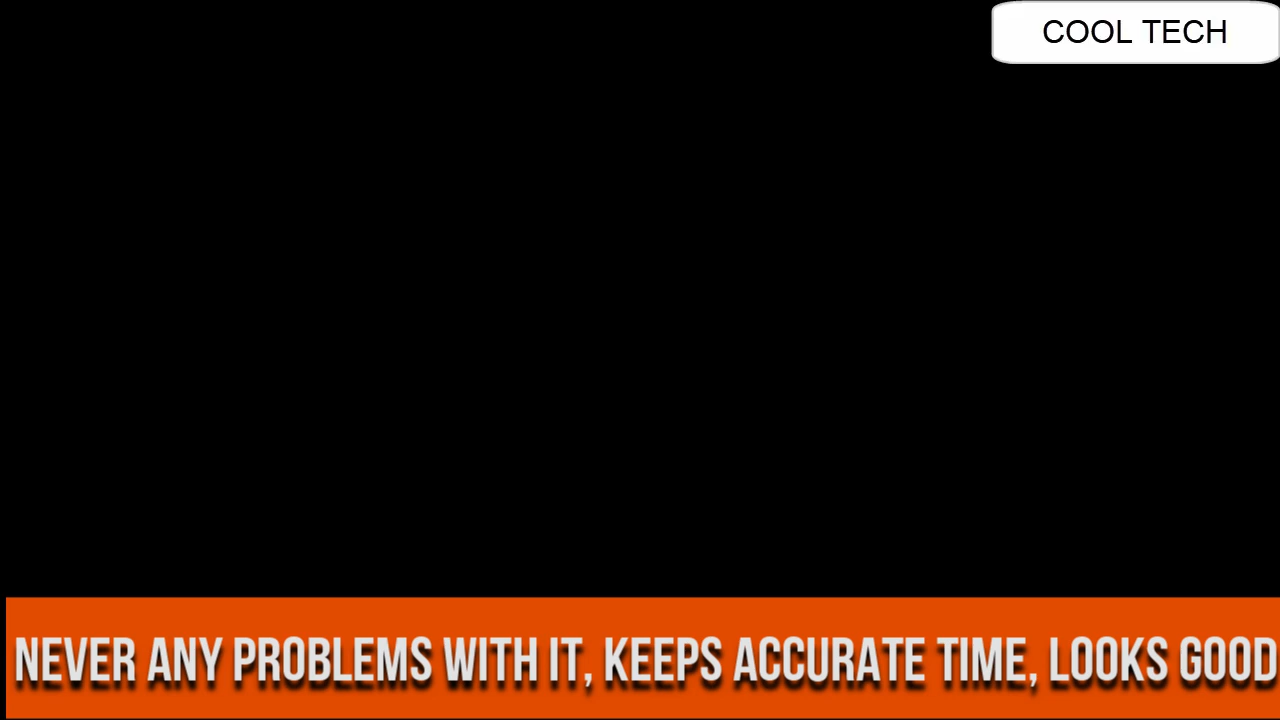 COOL TECH
NEVER ANY PROBLEMS WITH IT, KEEPS ACCURATE TIME, LOOKS GOOD